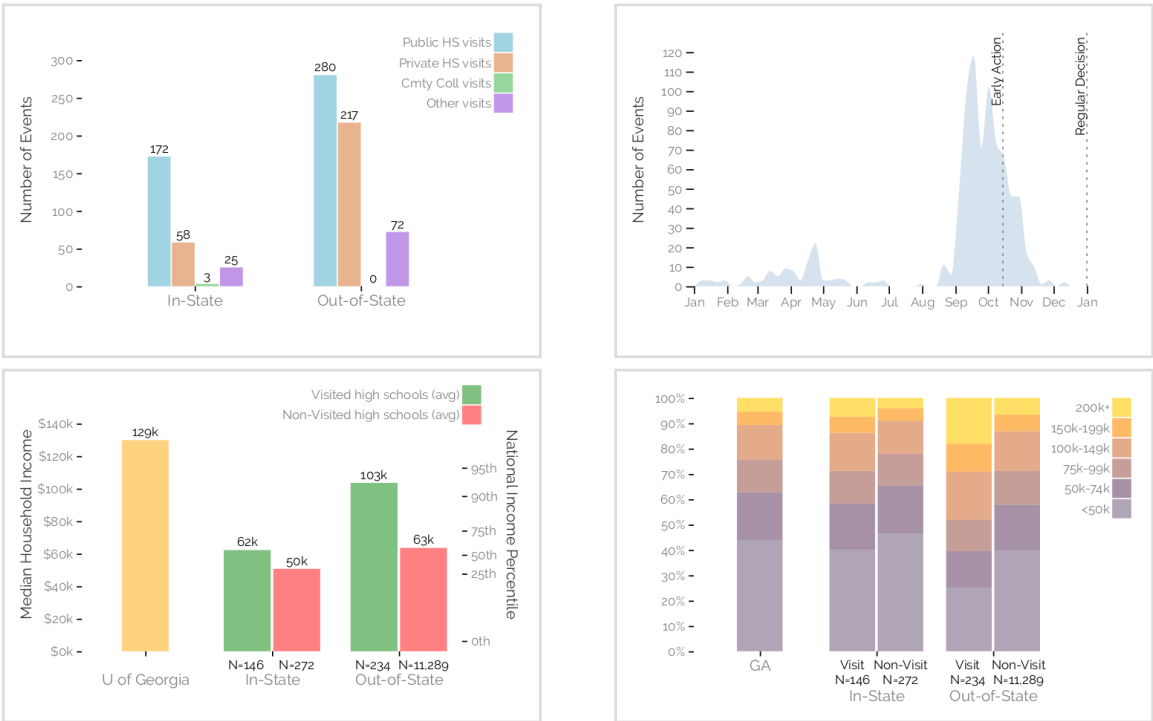 Number of Events
300
250
200
150
100
50
0
Public HS visits
Private HS visits
Cmty Coll visits
Other visits
172
58
3
25
280
217
0
72
In-State
Out-of-State
Number of Events
120
110
100
90
80
70
60
50
40
30
20
10
0
Early Action
Regular Decision
Jan Feb Mar Apr May Jun Jul Aug Sep Oct Nov Dec Jan
Visited high schools (avg)
Non-Visited high schools (avg)
Median Household Income
$140k
$120k
$100k
$80k
$60k
$40k
$20k
$0k
129k
62k
50k
103k
63k
National Income Percentile
95th
90th
75th
50th
25th
0th
N=146 N=272 N=234 N=11,289
U of Georgia In-State Out-of-State
100%
90%
80%
70%
60%
50%
40%
30%
20%
10%
0%
200k+
150k-199k
100k-149k
75k-99k
50k-74k
<50k
GA
Visit Non-Visit Visit Non-Visit
N=146 N=272 N=234 N=11,289
In-State Out-of-State